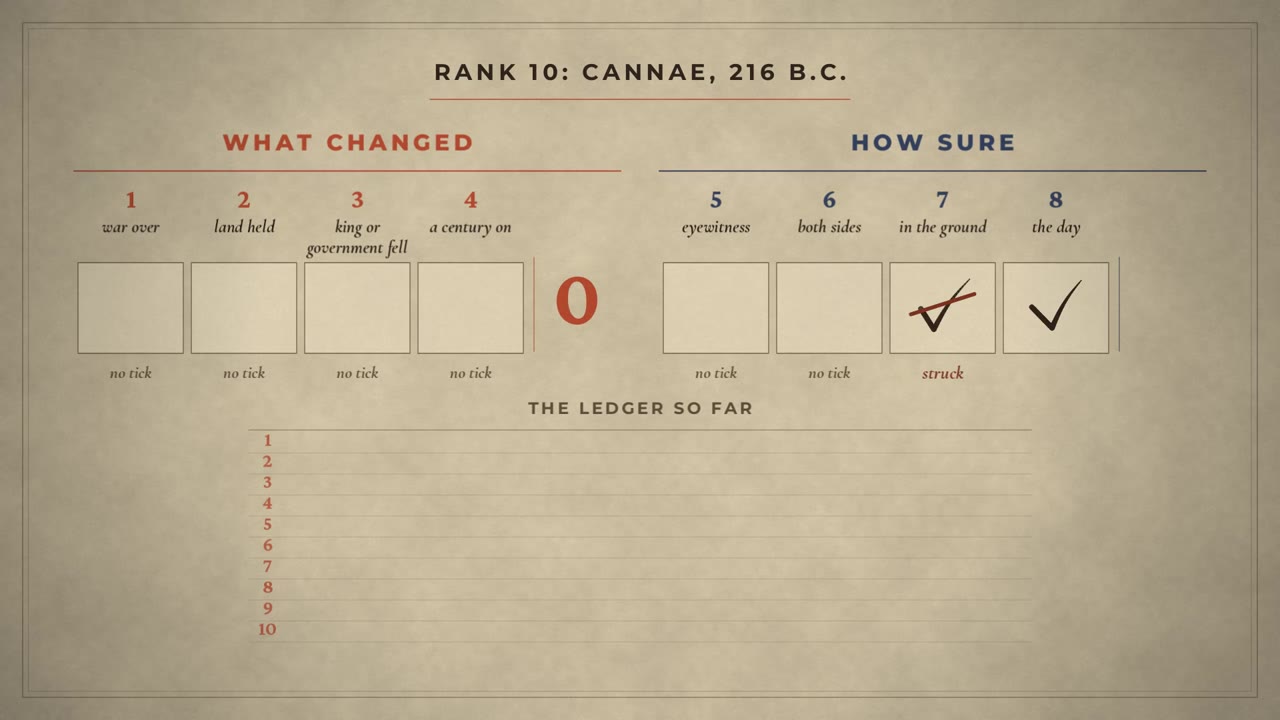 RANK 10: CANNAE, 216 B.C.
WHAT CHANGED
HOW SURE
1 2 3 4
5 6 7 8
war over
land held
king or
government fell
a century on
eyewitness
both sides
in the ground
the day
0
no tick
no tick
no tick
no tick
no tick
no tick
struck
THE LEDGER SO FAR
1
2
3
4
5
6
7
8
9
10